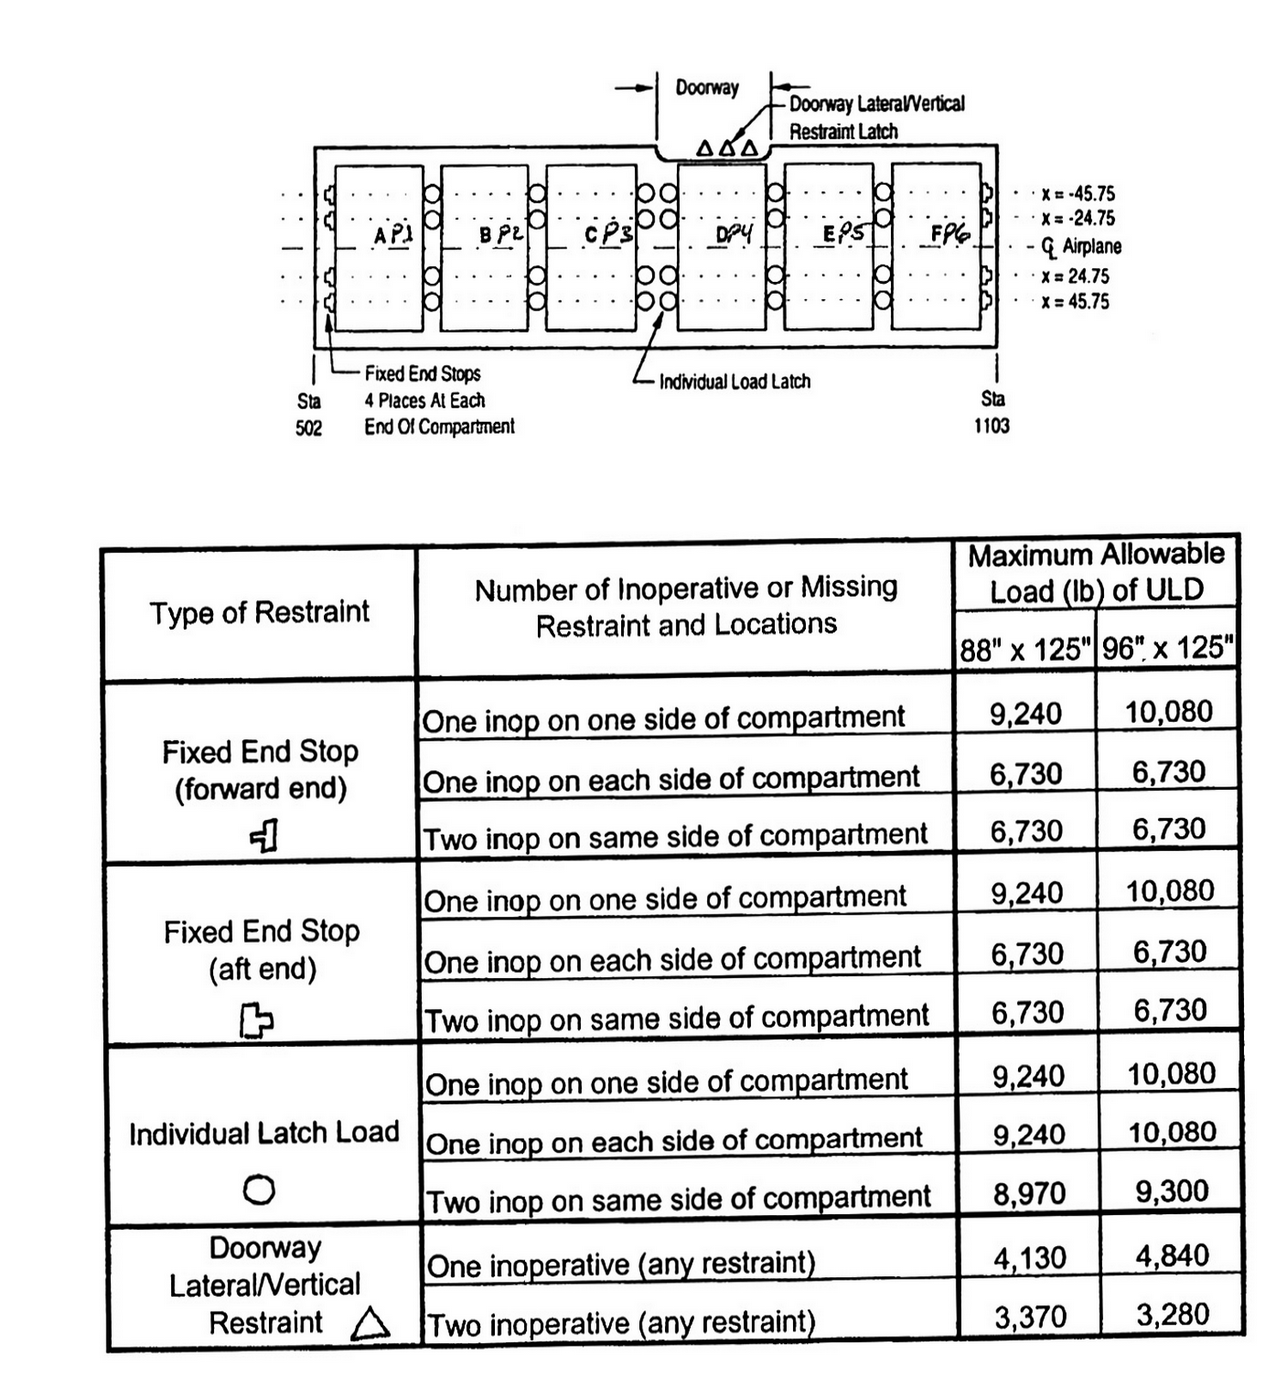 Doorway
Doorway Lateral/Vertical
Restraint Latch
A P1 B P2 C P3 D P4 E P5 F P6
x = -45.75
x = -24.75
℄ Airplane
x = 24.75
x = 45.75
Fixed End Stops
4 Places At Each
End Of Compartment
Individual Load Latch
Sta
502
Sta
1103
Type of Restraint
Number of Inoperative or Missing
Restraint and Locations
Maximum Allowable
Load (lb) of ULD
88" x 125" 96" x 125"
Fixed End Stop
(forward end)
One inop on one side of compartment 9,240 10,080
One inop on each side of compartment 6,730 6,730
Two inop on same side of compartment 6,730 6,730
Fixed End Stop
(aft end)
One inop on one side of compartment 9,240 10,080
One inop on each side of compartment 6,730 6,730
Two inop on same side of compartment 6,730 6,730
Individual Latch Load
One inop on one side of compartment 9,240 10,080
One inop on each side of compartment 9,240 10,080
Two inop on same side of compartment 8,970 9,300
Doorway
Lateral/Vertical
Restraint
One inoperative (any restraint) 4,130 4,840
Two inoperative (any restraint) 3,370 3,280